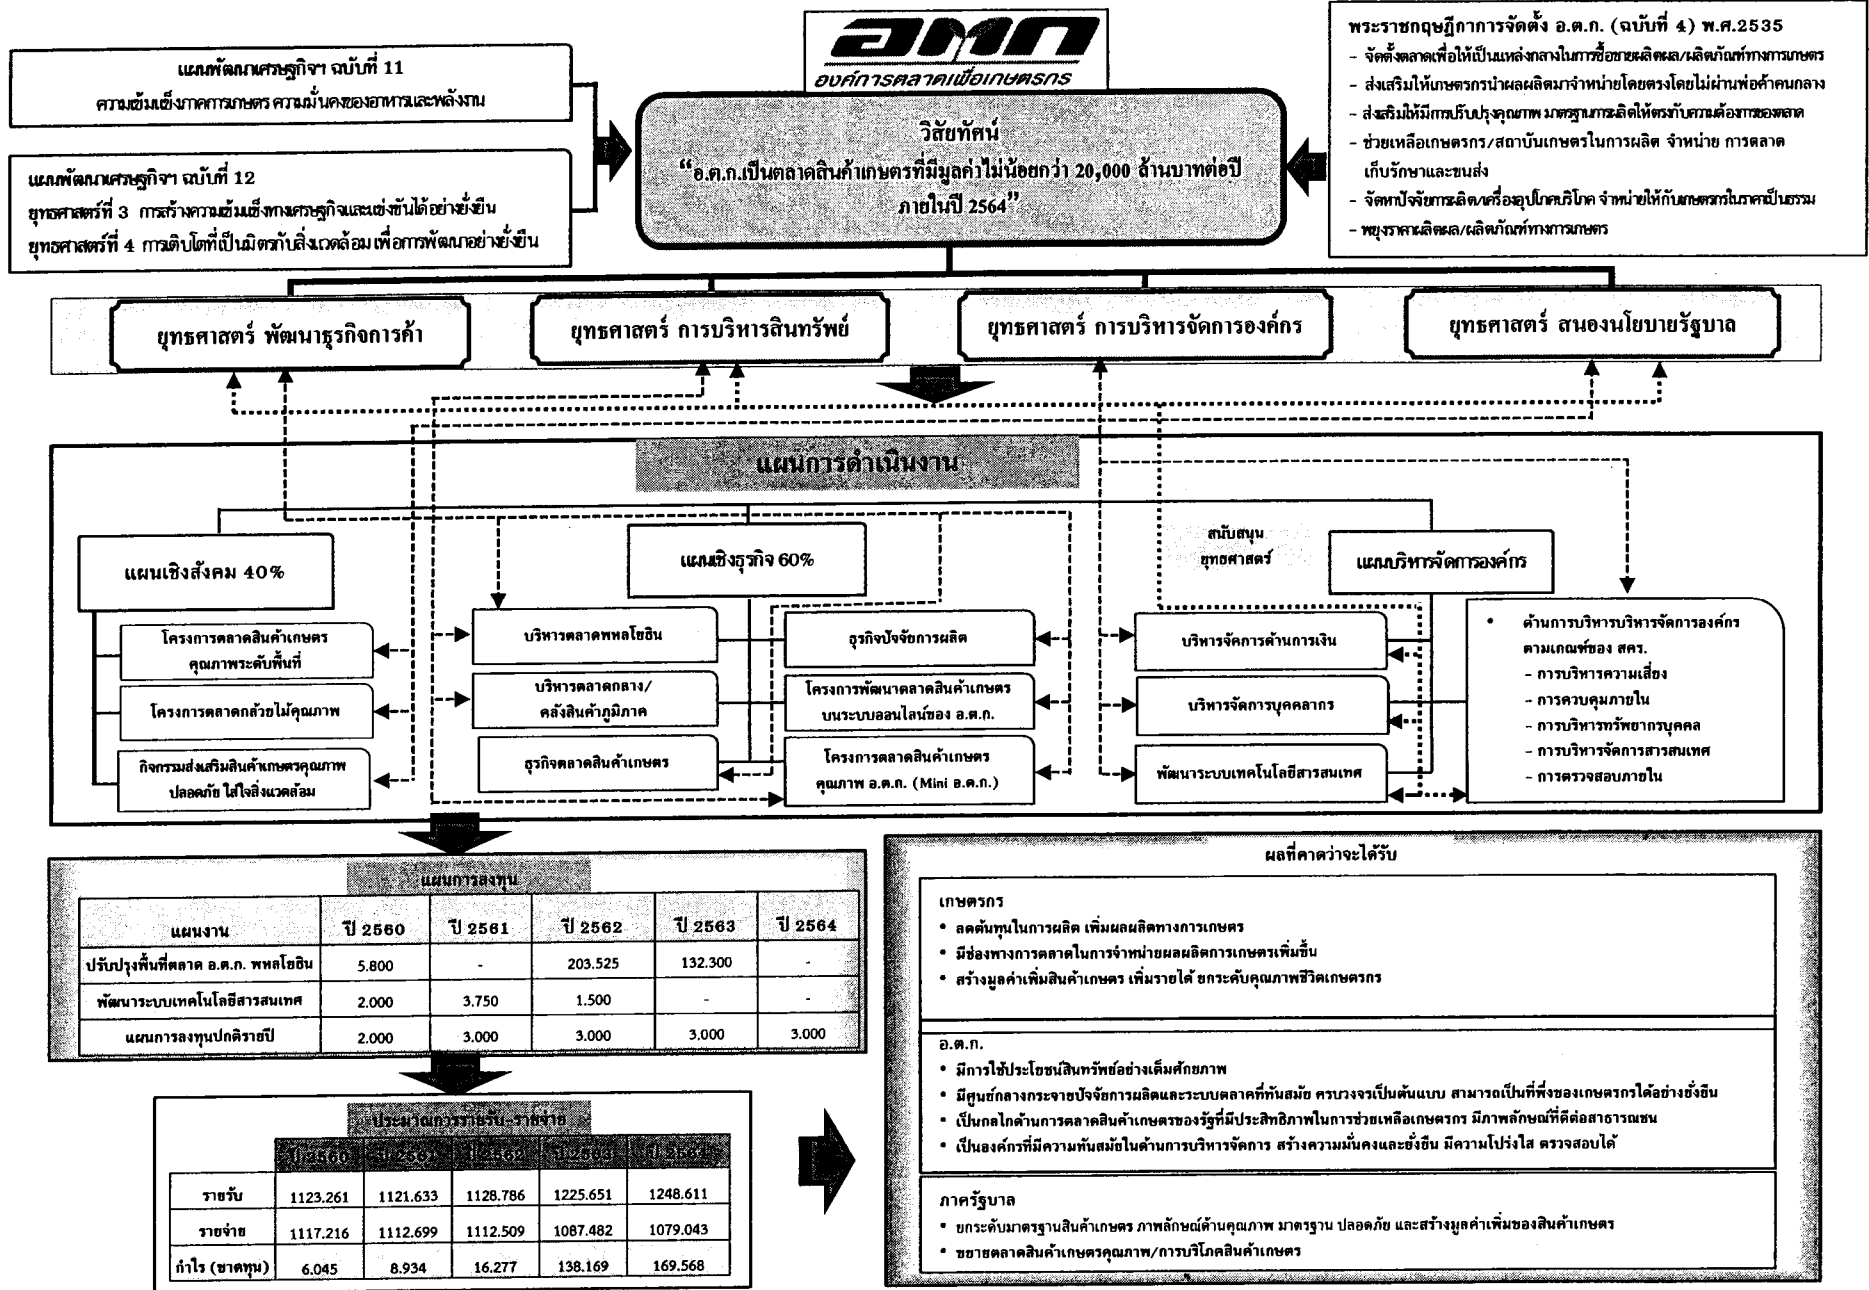 อตก
องค์การตลาดเพื่อเกษตรกร
แผนพัฒนาเศรษฐกิจฯ ฉบับที่ 11
ความเข้มแข็งภาคการเกษตร ความมั่นคงของอาหารและพลังงาน
แผนพัฒนาเศรษฐกิจฯ ฉบับที่ 12
ยุทธศาสตร์ที่ 3 การสร้างความเข้มแข็งทางเศรษฐกิจและแข่งขันได้อย่างยั่งยืน
ยุทธศาสตร์ที่ 4 การเติบโตที่เป็นมิตรกับสิ่งแวดล้อม เพื่อการพัฒนาอย่างยั่งยืน
วิสัยทัศน์
“อ.ต.ก.เป็นตลาดสินค้าเกษตรที่มีมูลค่าไม่น้อยกว่า 20,000 ล้านบาทต่อปี
ภายในปี 2564”
พระราชกฤษฎีกาการจัดตั้ง อ.ต.ก. (ฉบับที่ 4) พ.ศ.2535
- จัดตั้งตลาดเพื่อให้เป็นแหล่งกลางในการซื้อขายผลิตผล/ผลิตภัณฑ์ทางการเกษตร
- ส่งเสริมให้เกษตรกรนำผลผลิตมาจำหน่ายโดยตรงโดยไม่ผ่านพ่อค้าคนกลาง
- ส่งเสริมให้มีการปรับปรุงคุณภาพ มาตรฐานการผลิตให้ตรงกับความต้องการของตลาด
- ช่วยเหลือเกษตรกร/สถาบันเกษตรในการผลิต จำหน่าย การตลาด
เก็บรักษาและขนส่ง
- จัดหาปัจจัยการผลิต/เครื่องอุปโภคบริโภค จำหน่ายให้กับเกษตรกรในราคาเป็นธรรม
- พยุงราคาผลิตผล/ผลิตภัณฑ์ทางการเกษตร
ยุทธศาสตร์ พัฒนาธุรกิจการค้า
ยุทธศาสตร์ การบริหารสินทรัพย์
ยุทธศาสตร์ การบริหารจัดการองค์กร
ยุทธศาสตร์ สนองนโยบายรัฐบาล
แผนการดำเนินงาน
แผนเชิงสังคม 40%
โครงการตลาดสินค้าเกษตร
คุณภาพระดับพื้นที่
โครงการตลาดกล้วยไม้คุณภาพ
กิจกรรมส่งเสริมสินค้าเกษตรคุณภาพ
ปลอดภัย ใส่ใจสิ่งแวดล้อม
แผนเชิงธุรกิจ 60%
บริหารตลาดพหลโยธิน
บริหารตลาดกลาง/
คลังสินค้าภูมิภาค
ธุรกิจตลาดสินค้าเกษตร
ธุรกิจปัจจัยการผลิต
โครงการพัฒนาตลาดสินค้าเกษตร
บนระบบออนไลน์ของ อ.ต.ก.
โครงการตลาดสินค้าเกษตร
คุณภาพ อ.ต.ก. (Mini อ.ต.ก.)
สนับสนุน
ยุทธศาสตร์
แผนบริหารจัดการองค์กร
บริหารจัดการด้านการเงิน
บริหารจัดการบุคคลากร
พัฒนาระบบเทคโนโลยีสารสนเทศ
• ด้านการบริหารบริหารจัดการองค์กร
ตามเกณฑ์ของ สคร.
- การบริหารความเสี่ยง
- การควบคุมภายใน
- การบริหารทรัพยากรบุคคล
- การบริหารจัดการสารสนเทศ
- การตรวจสอบภายใน
แผนการลงทุน
แผนงาน ปี 2560 ปี 2561 ปี 2562 ปี 2563 ปี 2564
ปรับปรุงพื้นที่ตลาด อ.ต.ก. พหลโยธิน 5.800 - 203.525 132.300 -
พัฒนาระบบเทคโนโลยีสารสนเทศ 2.000 3.750 1.500 - -
แผนการลงทุนปกติรายปี 2.000 3.000 3.000 3.000 3.000
ประมาณการรายรับ-รายจ่าย
ปี 2560 ปี 2561 ปี 2562 ปี 2563 ปี 2564
รายรับ 1123.261 1121.633 1128.786 1225.651 1248.611
รายจ่าย 1117.216 1112.699 1112.509 1087.482 1079.043
กำไร (ขาดทุน) 6.045 8.934 16.277 138.169 169.568
ผลที่คาดว่าจะได้รับ
เกษตรกร
• ลดต้นทุนในการผลิต เพิ่มผลผลิตทางการเกษตร
• มีช่องทางการตลาดในการจำหน่ายผลผลิตการเกษตรเพิ่มขึ้น
• สร้างมูลค่าเพิ่มสินค้าเกษตร เพิ่มรายได้ ยกระดับคุณภาพชีวิตเกษตรกร
อ.ต.ก.
• มีการใช้ประโยชน์สินทรัพย์อย่างเต็มศักยภาพ
• มีศูนย์กลางกระจายปัจจัยการผลิตและระบบตลาดที่ทันสมัย ครบวงจรเป็นต้นแบบ สามารถเป็นที่พึ่งของเกษตรกรได้อย่างยั่งยืน
• เป็นกลไกด้านการตลาดสินค้าเกษตรของรัฐที่มีประสิทธิภาพในการช่วยเหลือเกษตรกร มีภาพลักษณ์ที่ดีต่อสาธารณชน
• เป็นองค์กรที่มีความทันสมัยในด้านการบริหารจัดการ สร้างความมั่นคงและยั่งยืน มีความโปร่งใส ตรวจสอบได้
ภาครัฐบาล
• ยกระดับมาตรฐานสินค้าเกษตร ภาพลักษณ์ด้านคุณภาพ มาตรฐาน ปลอดภัย และสร้างมูลค่าเพิ่มของสินค้าเกษตร
• ขยายตลาดสินค้าเกษตรคุณภาพ/การบริโภคสินค้าเกษตร